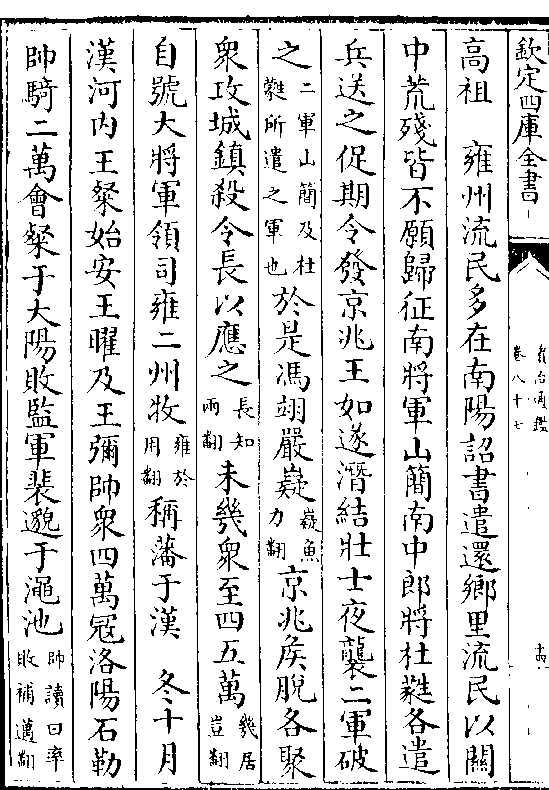 欽定四庫全書
資治通鑑
卷八十七
十四
高祖　雍州流民多在南陽詔書遣還鄉里流民以關
中荒殘皆不願歸征南將軍山簡南中郎將杜蕤各遣
兵送之促期令發京兆王如遂潛結壯士夜襲二軍破
之二軍山簡及杜蕤所遣之軍也於是馮翊嚴嶷嶷魚力翻京兆侯脫各聚
衆攻城鎮殺令長以應之長知兩翻未幾衆至四五萬幾居豈翻
自號大將軍領司雍二州牧雍於用翻稱藩于漢　冬十月
漢河内王粲始安王曜及王彌帥衆四萬冦洛陽石勒
帥騎二萬會粲于大陽敗監軍裴邈于澠池帥讀曰率敗補邁翻